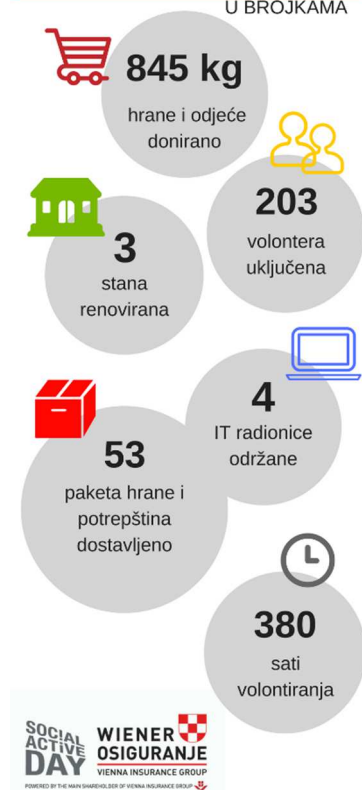 U BROJKAMA
845 kg
hrane i odjeće
donirano
203
volontera
uključena
3
stana
renovirana
4
IT radionice
održane
53
paketa hrane i
potrepština
dostavljeno
380
sati
volontiranja
SOCIAL
ACTIVE
DAY
WIENER
OSIGURANJE
VIENNA INSURANCE GROUP
POWERED BY THE MAIN SHAREHOLDER OF VIENNA INSURANCE GROUP